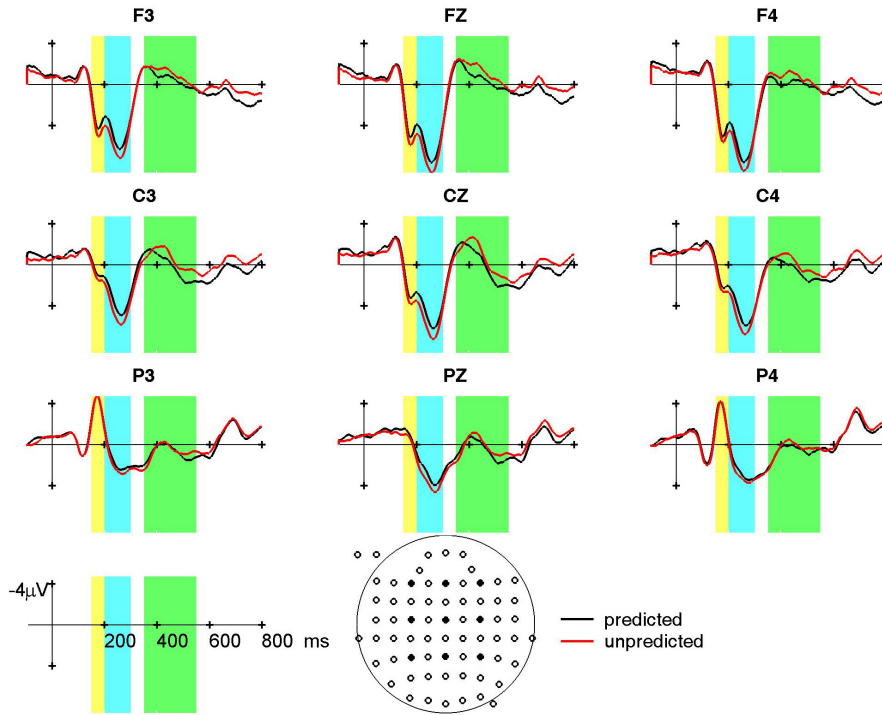 F3 FZ F4
C3 CZ C4
P3 PZ P4
-4μV
200 400 600 800 ms
predicted
unpredicted